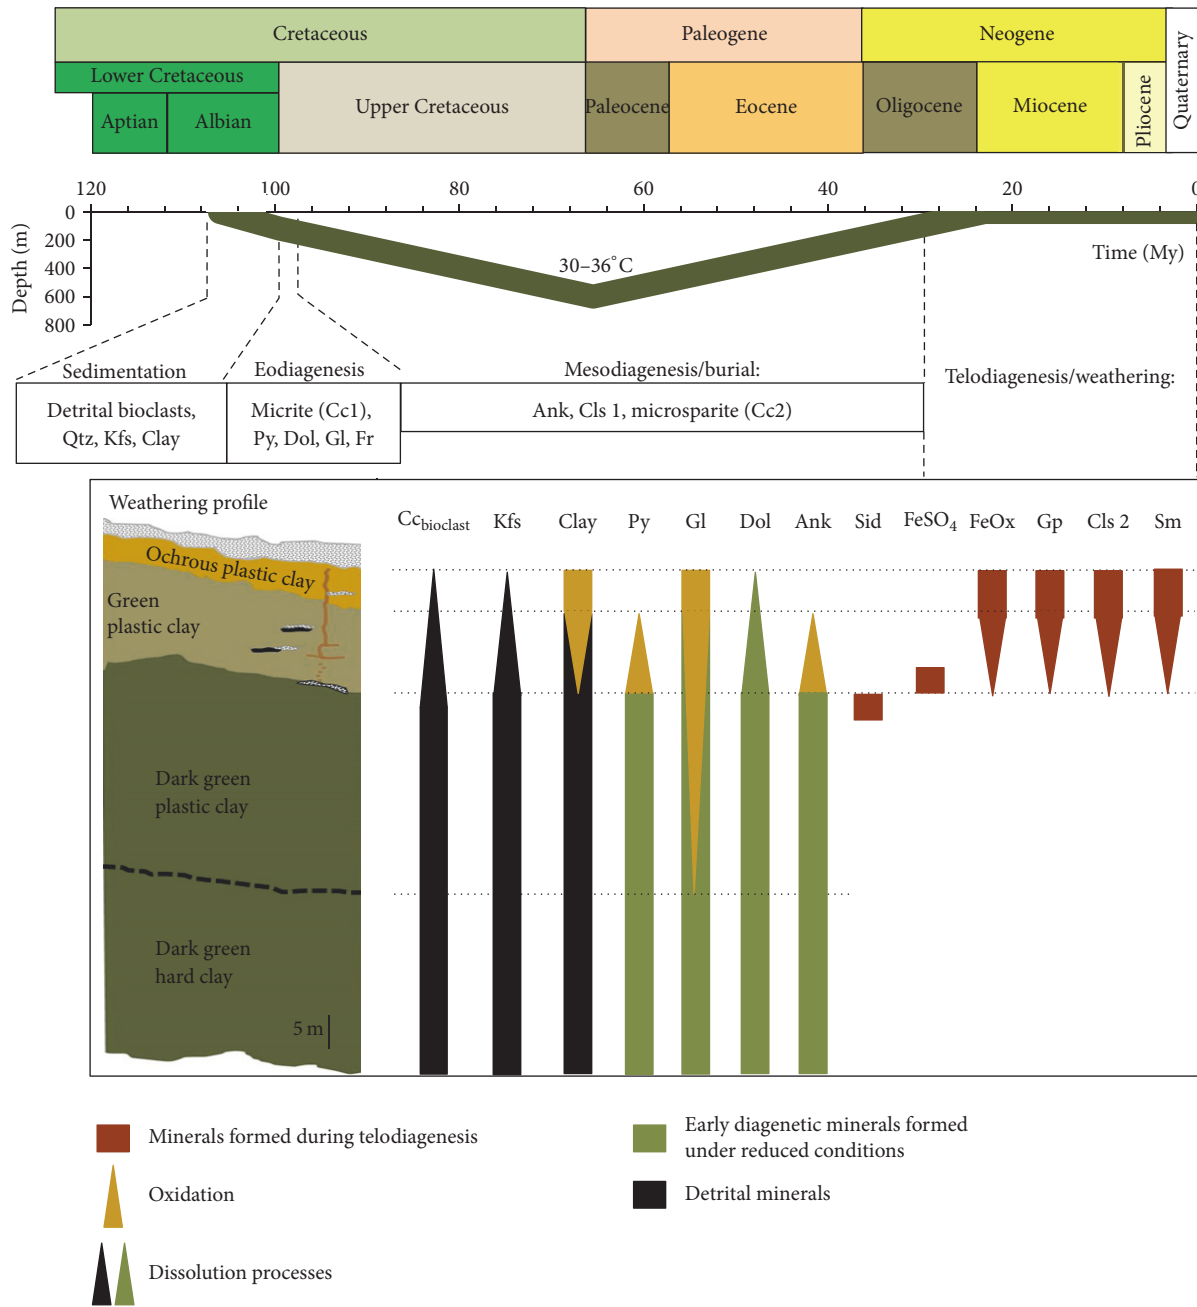 Cretaceous
Paleogene
Neogene
Quaternary
Lower Cretaceous
Upper Cretaceous
Paleocene
Eocene
Oligocene
Miocene
Pliocene
Aptian
Albian
120
100
80
60
40
20
0
Depth (m)
0
200
400
600
800
30–36°C
Time (My)
Sedimentation
Detrital bioclasts,
Qtz, Kfs, Clay
Eodiagenesis
Micrite (Cc1),
Py, Dol, Gl, Fr
Mesodiagenesis/burial:
Ank, Cls 1, microsparite (Cc2)
Telodiagenesis/weathering:
Weathering profile
Ochrous plastic clay
Green
plastic clay
Dark green
plastic clay
Dark green
hard clay
5 m
Cc bioclast
Kfs
Clay
Py
Gl
Dol
Ank
Sid
FeSO4
FeOx
Gp
Cls 2
Sm
Minerals formed during telodiagenesis
Oxidation
Dissolution processes
Early diagenetic minerals formed
under reduced conditions
Detrital minerals